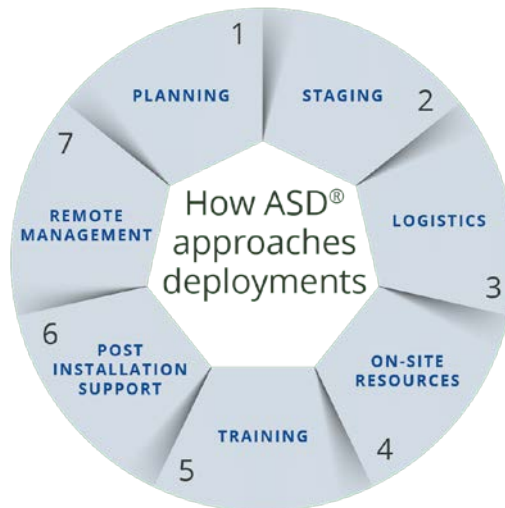 1
PLANNING
STAGING
2
LOGISTICS
3
ON-SITE
RESOURCES
4
TRAINING
5
POST
INSTALLATION
SUPPORT
6
REMOTE
MANAGEMENT
7
How ASD®
approaches
deployments